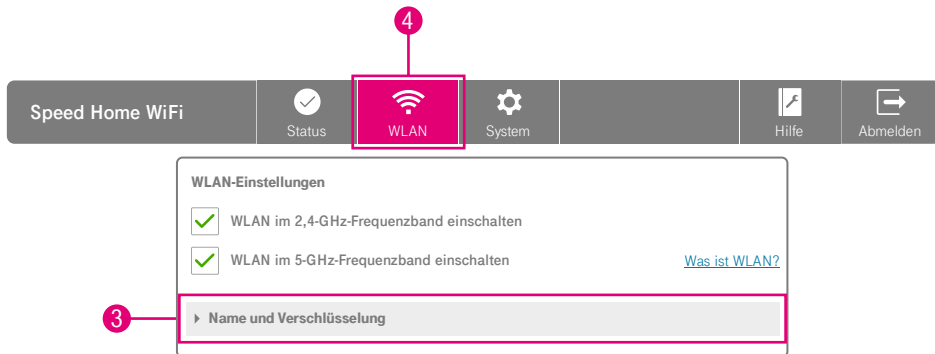 4
Speed Home WiFi
Status
WLAN
System
Hilfe
Abmelden
WLAN-Einstellungen
WLAN im 2,4-GHz-Frequenzband einschalten
WLAN im 5-GHz-Frequenzband einschalten Was ist WLAN?
3 Name und Verschlüsselung